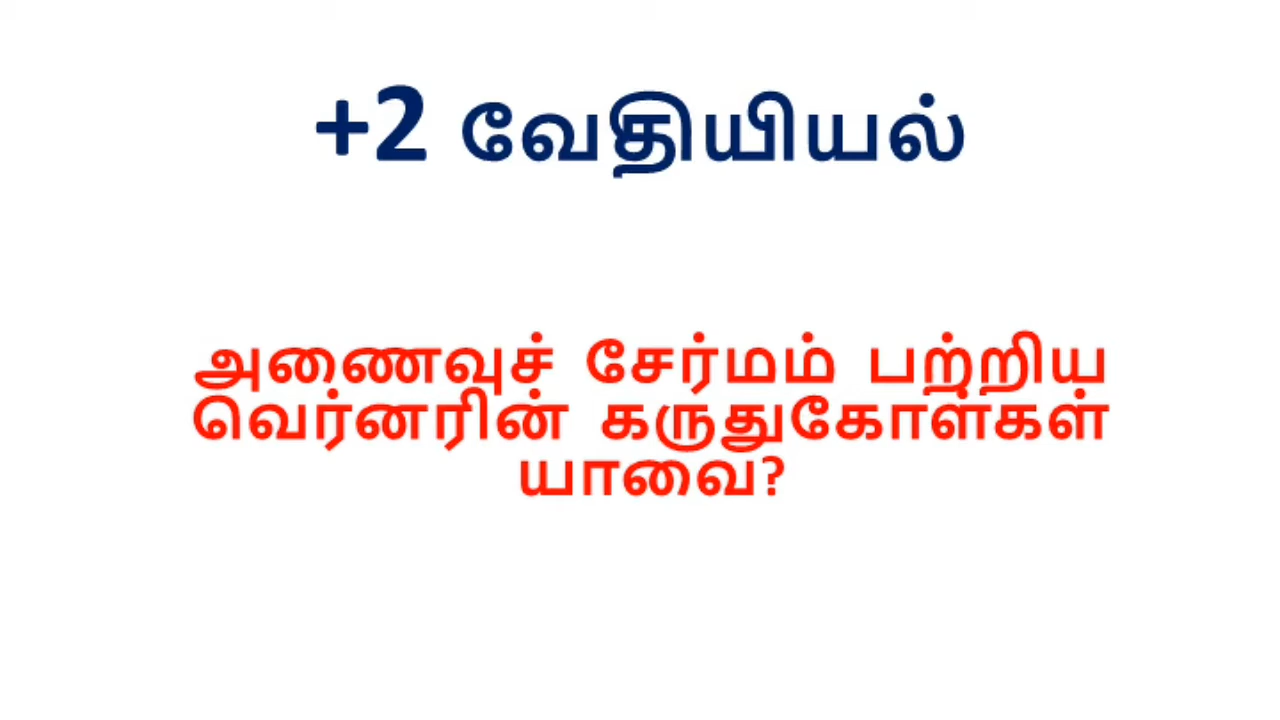 +2 வேதியியல்
அணைவுச் சேர்மம் பற்றிய
வெர்னரின் கருதுகோள்கள்
யாவை?